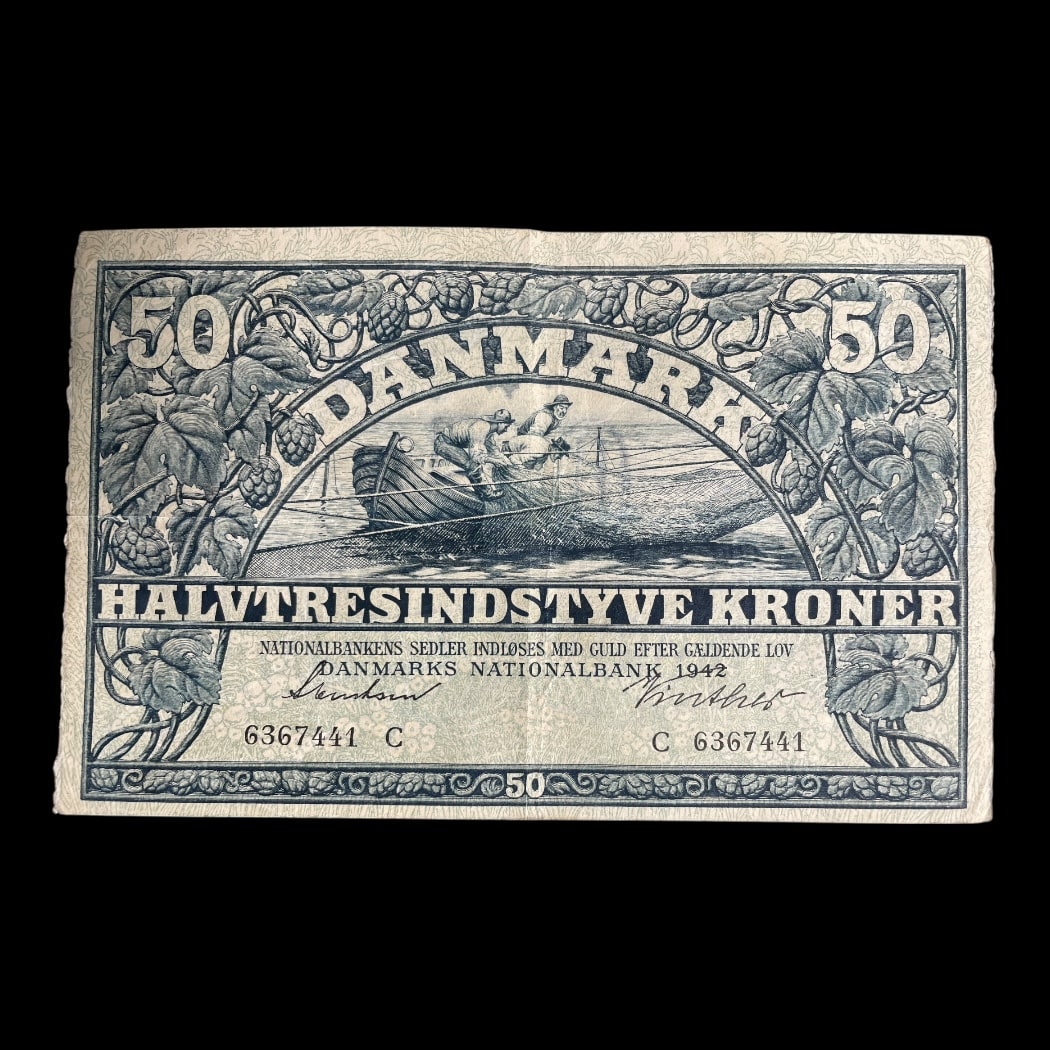 50 50
DANMARK
HALVTRESINDSTYVE KRONER
NATIONALBANKENS SEDLER INDLØSES MED GULD EFTER GÆLDENDE LOV
DANMARKS NATIONALBANK 1942
Svendsen
6367441 C C 6367441
50